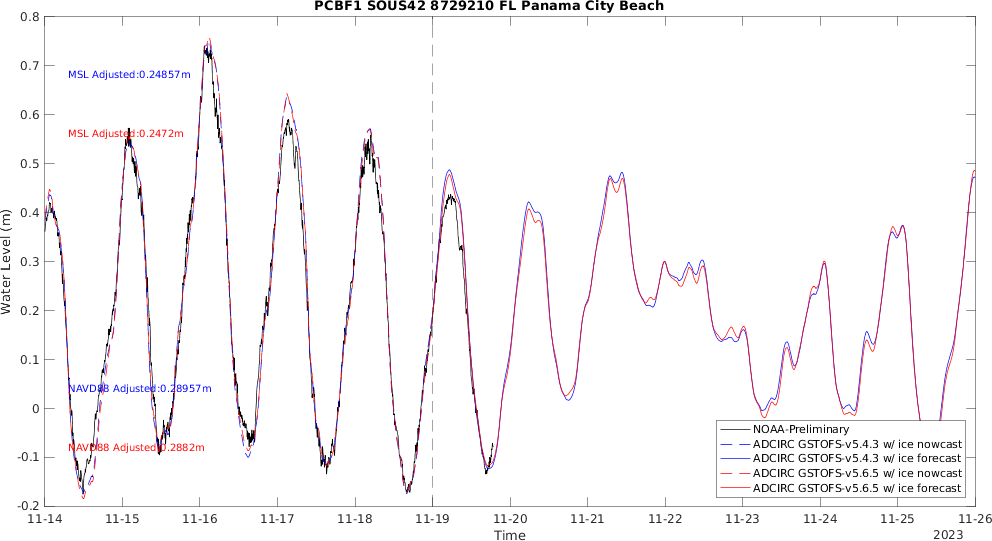 PCBF1 SOUS42 8729210 FL Panama City Beach
0.8
0.7
0.6
0.5
0.4
0.3
0.2
0.1
0
-0.1
-0.2
Water Level (m)
MSL Adjusted:0.24857m
MSL Adjusted:0.2472m
NAVD88 Adjusted:0.28957m
NAVD88 Adjusted:0.2882m
NOAA-Preliminary
ADCIRC GSTOFS-v5.4.3 w/ ice nowcast
ADCIRC GSTOFS-v5.4.3 w/ ice forecast
ADCIRC GSTOFS-v5.6.5 w/ ice nowcast
ADCIRC GSTOFS-v5.6.5 w/ ice forecast
11-14 11-15 11-16 11-17 11-18 11-19 11-20 11-21 11-22 11-23 11-24 11-25 11-26
Time
2023